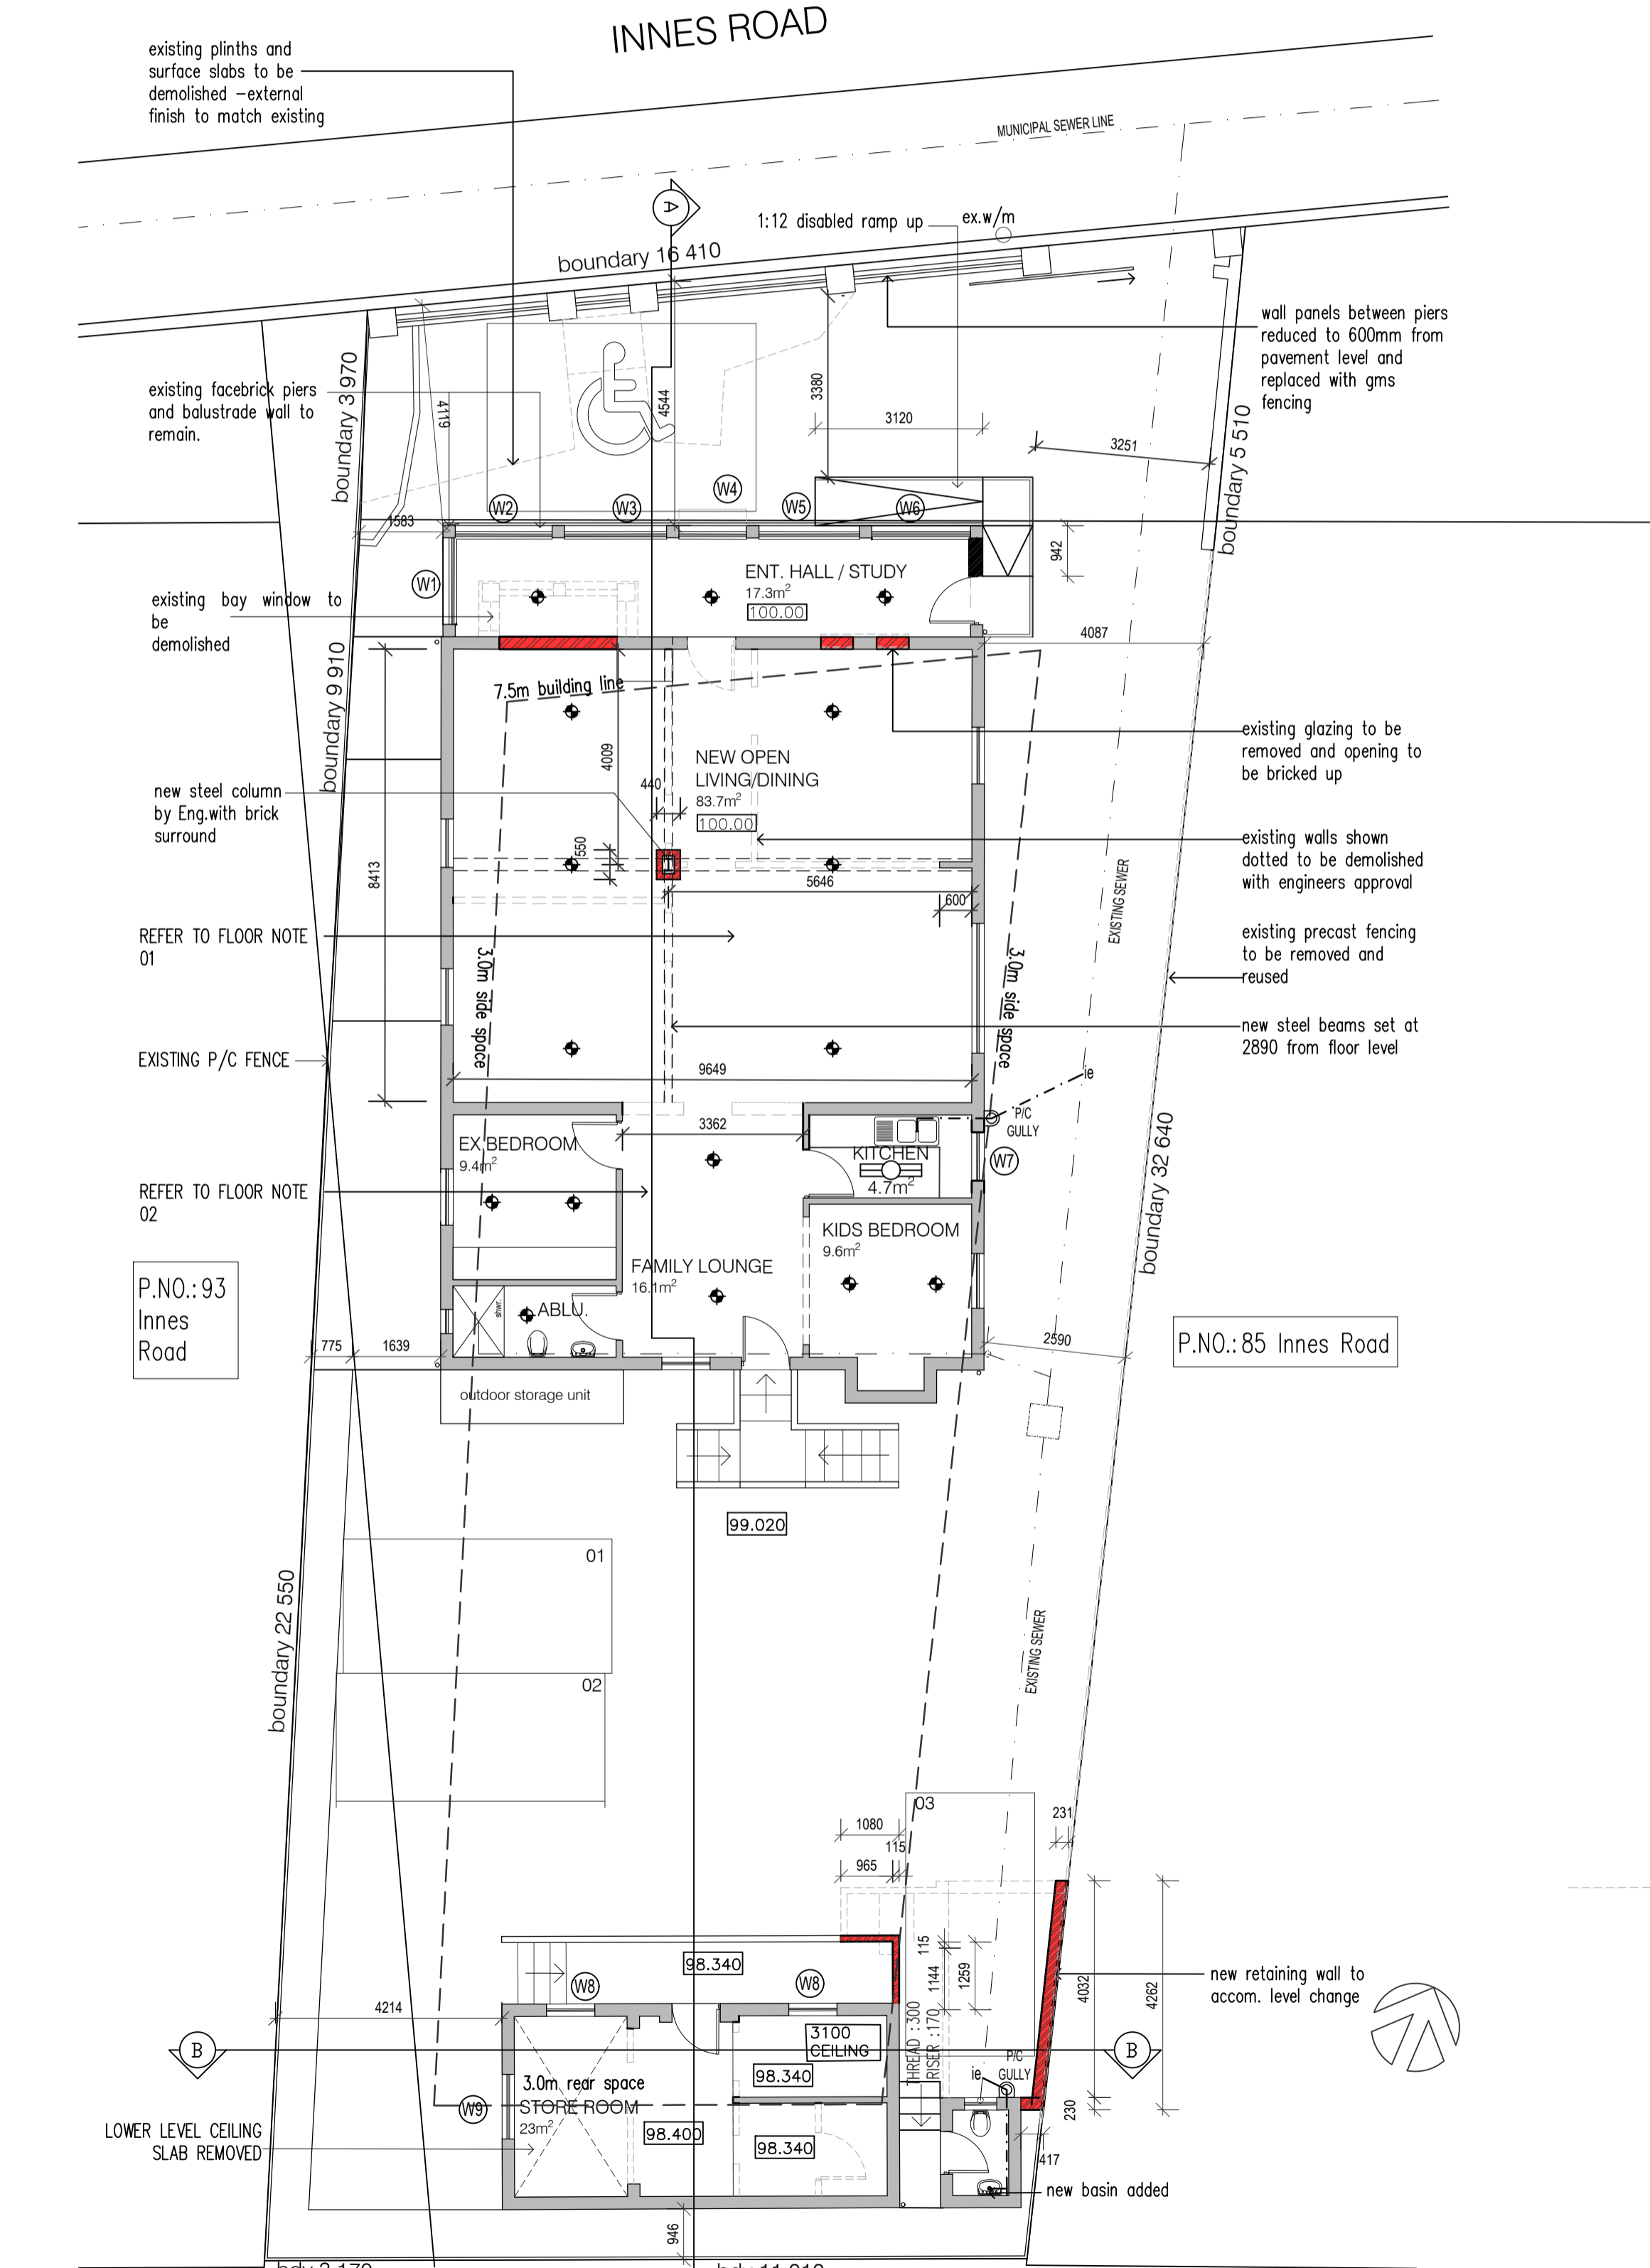 INNES ROAD
existing plinths and
surface slabs to be
demolished -external
finish to match existing
MUNICIPAL SEWER LINE
A
1:12 disabled ramp up
ex.w/m
boundary 16 410
wall panels between piers
reduced to 600mm from
pavement level and
replaced with gms
fencing
existing facebrick piers
and balustrade wall to
remain.
boundary 3 970
4119
4544
3380
3120
3251
boundary 5 510
W2
W3
W4
W5
W6
1583
942
W1
ENT. HALL / STUDY
17.3m²
100.00
existing bay window to
be
demolished
4087
boundary 9 910
7.5m building line
existing glazing to be
removed and opening to
be bricked up
4009
NEW OPEN
LIVING/DINING
83.7m²
100.00
440
new steel column
by Eng.with brick
surround
550
existing walls shown
dotted to be demolished
with engineers approval
8413
5646
600
EXISTING SEWER
REFER TO FLOOR NOTE
01
existing precast fencing
to be removed and
reused
3.0m side space
3.0m side space
new steel beams set at
2890 from floor level
EXISTING P/C FENCE
9649
ie
P/C
GULLY
3362
EX.BEDROOM
9.4m²
KITCHEN
4.7m²
W7
boundary 32 640
REFER TO FLOOR NOTE
02
KIDS BEDROOM
9.6m²
FAMILY LOUNGE
16.1m²
P.NO.: 93
Innes
Road
shwr.
ABLU.
775
1639
2590
P.NO.: 85 Innes Road
outdoor storage unit
99.020
01
boundary 22 550
02
EXISTING SEWER
03
1080
115
965
231
115
1144
1259
98.340
W8
W8
4032
4262
new retaining wall to
accom. level change
4214
THREAD :300
RISER :170
B
3100
CEILING
B
P/C
GULLY
ie
98.340
3.0m rear space
W9
STORE ROOM
23m²
230
LOWER LEVEL CEILING
SLAB REMOVED
98.400
98.340
417
new basin added
946